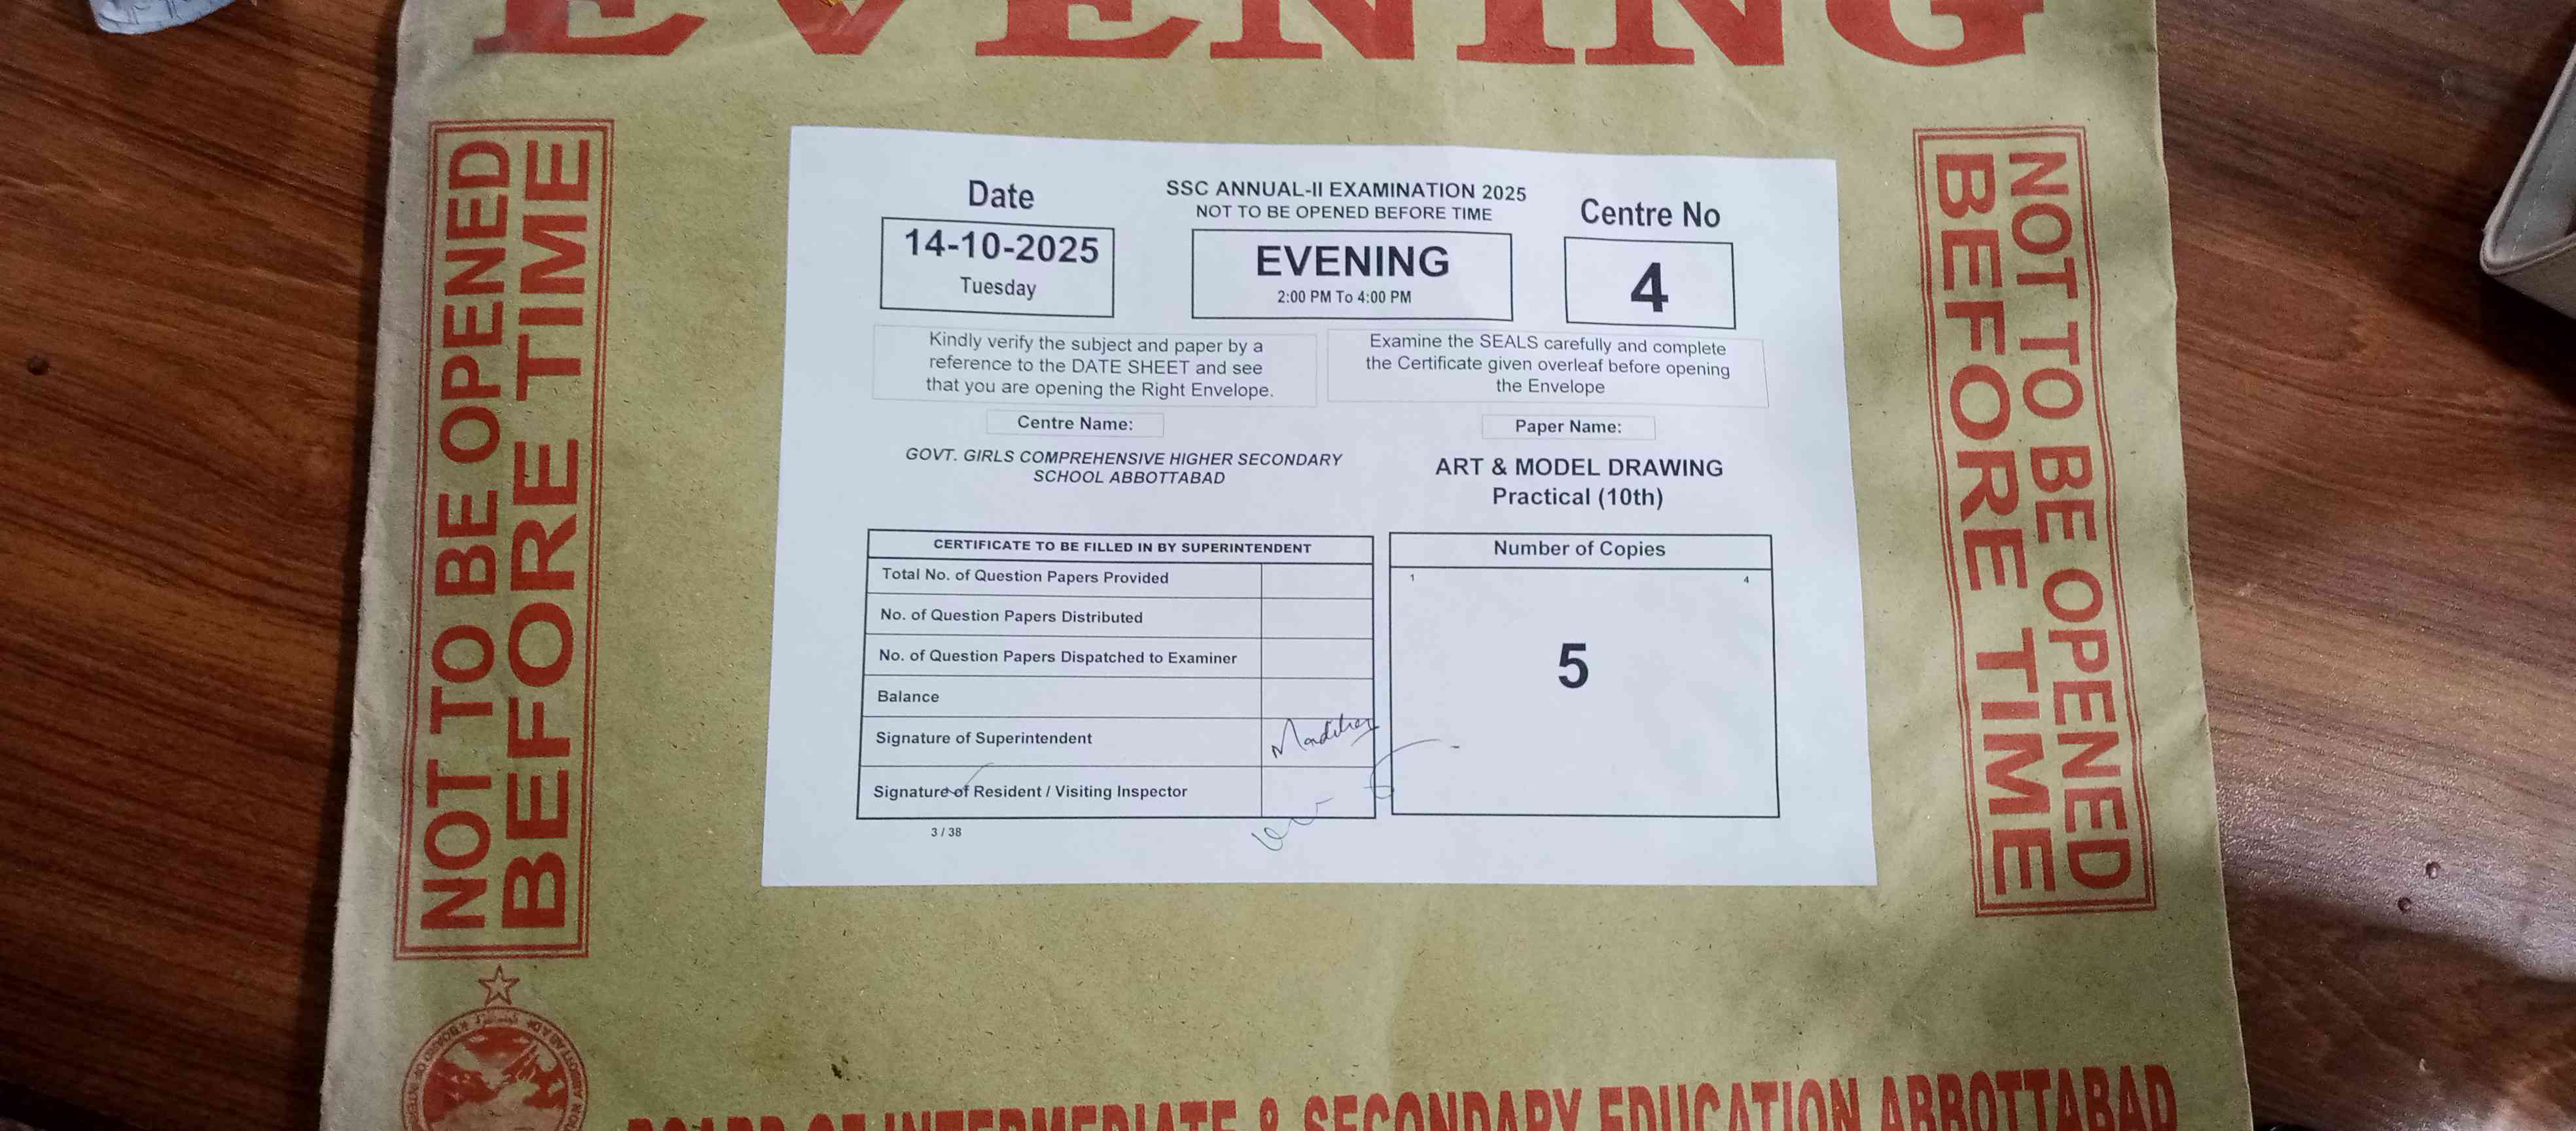 EVENING
NOT TO BE OPENED
BEFORE TIME
Date
14-10-2025
Tuesday
SSC ANNUAL-II EXAMINATION 2025
NOT TO BE OPENED BEFORE TIME
EVENING
2:00 PM To 4:00 PM
Centre No
4
Kindly verify the subject and paper by a
reference to the DATE SHEET and see
that you are opening the Right Envelope.
Examine the SEALS carefully and complete
the Certificate given overleaf before opening
the Envelope
Centre Name:
GOVT. GIRLS COMPREHENSIVE HIGHER SECONDARY
SCHOOL ABBOTTABAD
Paper Name:
ART & MODEL DRAWING
Practical (10th)
CERTIFICATE TO BE FILLED IN BY SUPERINTENDENT
Total No. of Question Papers Provided
No. of Question Papers Distributed
No. of Question Papers Dispatched to Examiner
Balance
Signature of Superintendent
Signature of Resident / Visiting Inspector
3 / 38
Number of Copies
1 4
5
NOT TO BE OPENED
BEFORE TIME
BOARD OF INTERMEDIATE & SECONDARY EDUCATION ABBOTTABAD